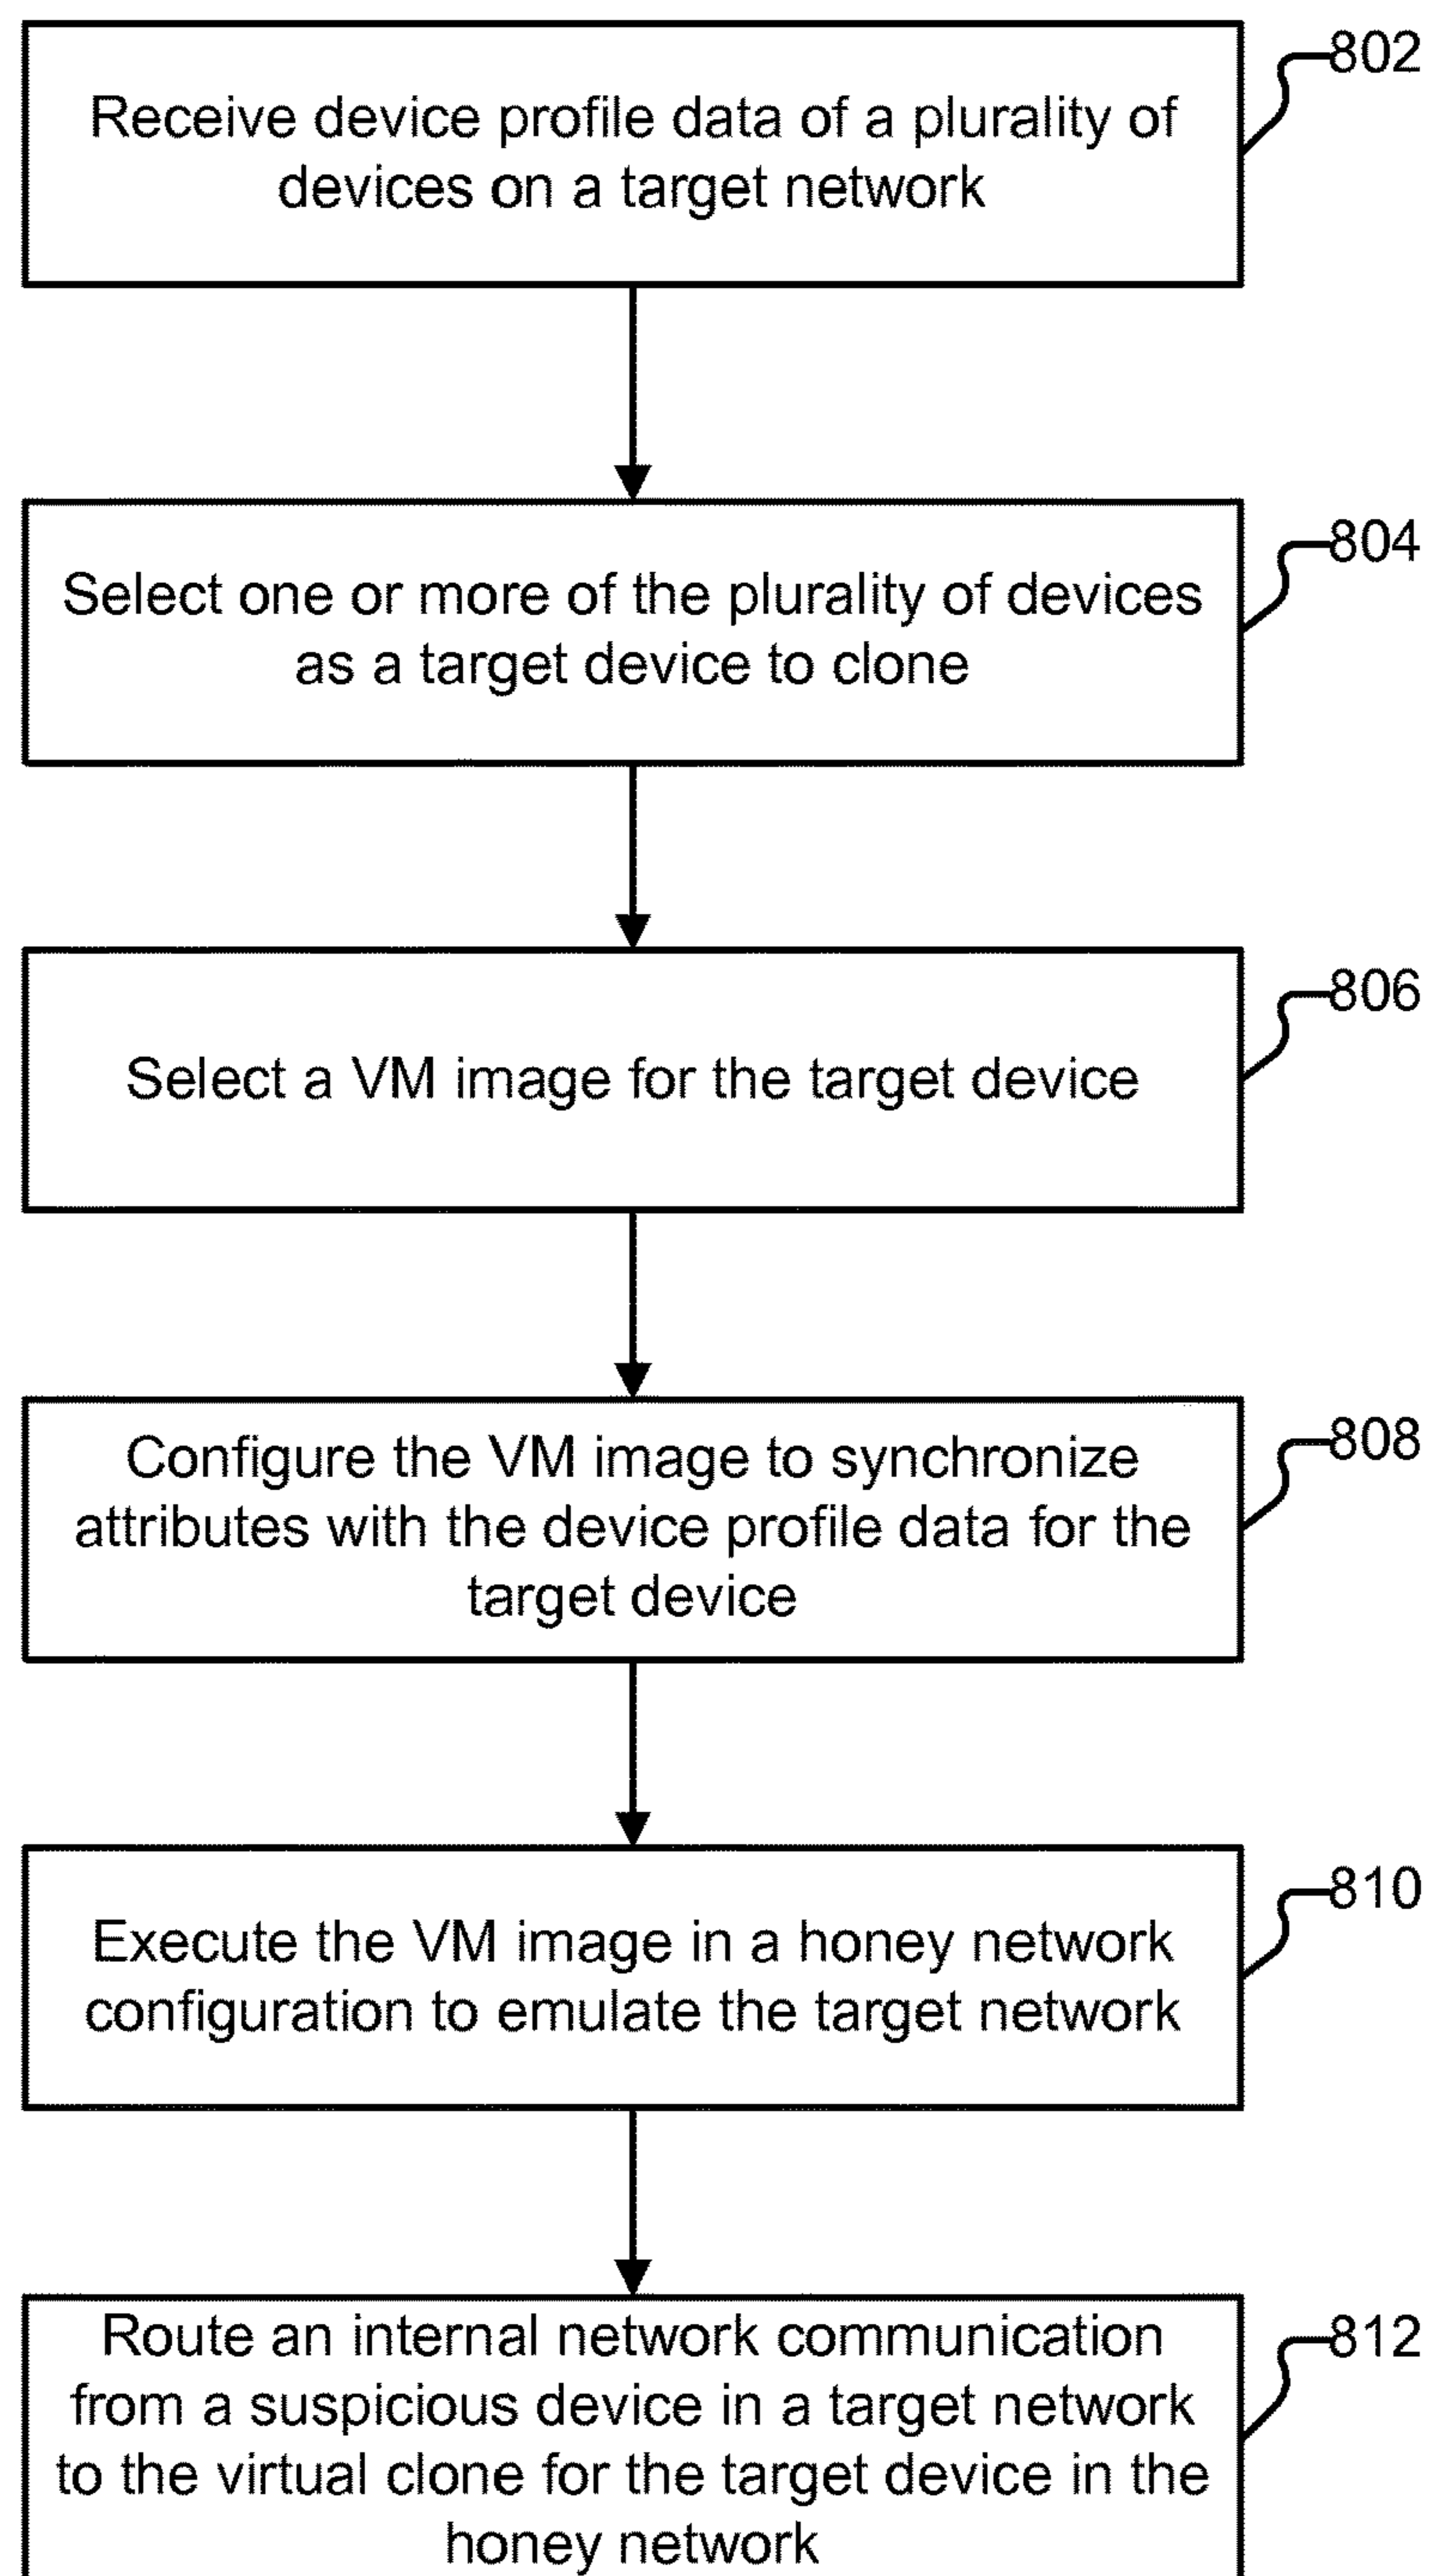 Receive device profile data of a plurality of
devices on a target network
802
Select one or more of the plurality of devices
as a target device to clone
804
Select a VM image for the target device
806
Configure the VM image to synchronize
attributes with the device profile data for the
target device
808
Execute the VM image in a honey network
configuration to emulate the target network
810
Route an internal network communication
from a suspicious device in a target network
to the virtual clone for the target device in the
honey network
812